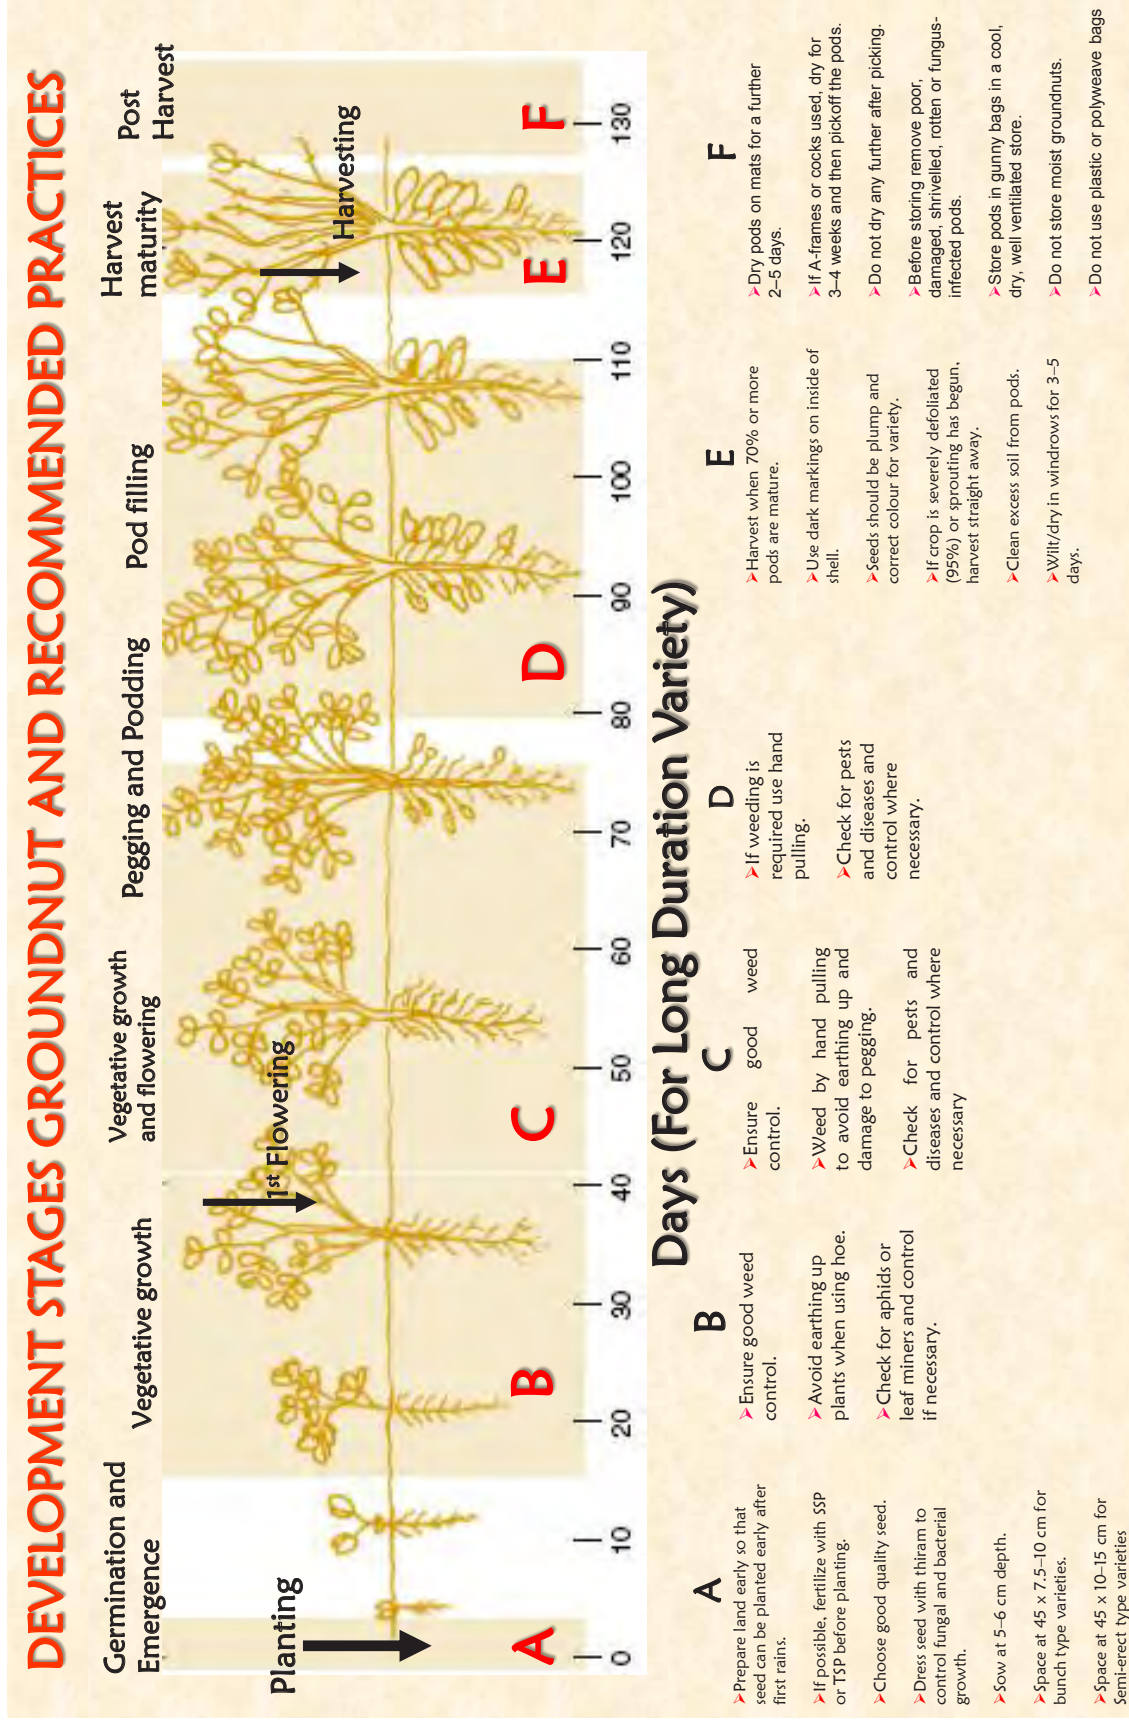 DEVELOPMENT STAGES GROUNDNUT AND RECOMMENDED PRACTICES
Germination and
Emergence
Vegetative growth
Vegetative growth
and flowering
Pegging and Podding
Pod filling
Harvest
maturity
Post
Harvest
Planting
1st Flowering
Harvesting
A
B
C
D
E
F
0
10
20
30
40
50
60
70
80
90
100
110
120
130
Days (For Long Duration Variety)
A
➢Prepare land early so that
seed can be planted early after
first rains.
➢If possible, fertilize with SSP
or TSP before planting.
➢Choose good quality seed.
➢Dress seed with thiram to
control fungal and bacterial
growth.
➢Sow at 5–6 cm depth.
➢Space at 45 x 7.5–10 cm for
bunch type varieties.
➢Space at 45 x 10–15 cm for
Semi-erect type varieties
B
➢Ensure good weed
control.
➢Avoid earthing up
plants when using hoe.
➢Check for aphids or
leaf miners and control
if necessary.
C
➢Ensure good weed
control.
➢Weed by hand pulling
to avoid earthing up and
damage to pegging.
➢Check for pests and
diseases and control where
necessary
D
➢If weeding is
required use hand
pulling.
➢Check for pests
and diseases and
control where
necessary.
E
➢Harvest when 70% or more
pods are mature.
➢Use dark markings on inside of
shell.
➢Seeds should be plump and
correct colour for variety.
➢If crop is severely defoliated
(95%) or sprouting has begun,
harvest straight away.
➢Clean excess soil from pods.
➢Wilt/dry in windrows for 3–5
days.
F
➢Dry pods on mats for a further
2–5 days.
➢If A-frames or cocks used, dry for
3–4 weeks and then pickoff the pods.
➢Do not dry any further after picking.
➢Before storing remove poor,
damaged, shrivelled, rotten or fungus-
infected pods.
➢Store pods in gunny bags in a cool,
dry, well ventilated store.
➢Do not store moist groundnuts.
➢Do not use plastic or polyweave bags